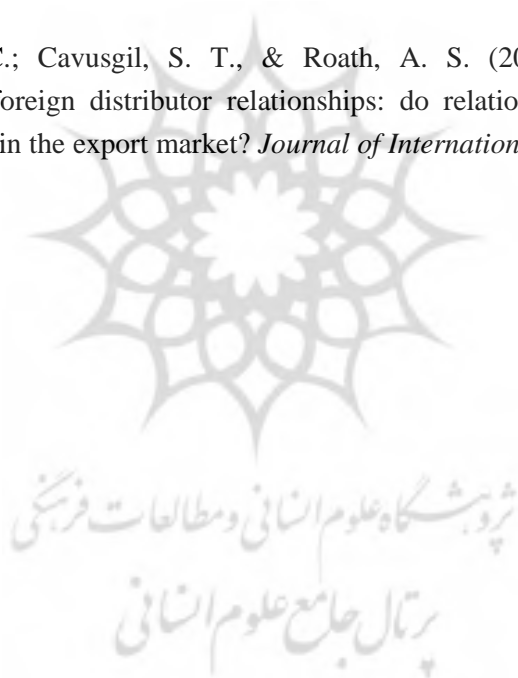 C.; Cavusgil, S. T., & Roath, A. S. (20
foreign distributor relationships: do relatio
in the export market? Journal of Internation
پژوهشگاه علوم انسانی و مطالعات فرهنگی
پرتال جامع علوم انسانی